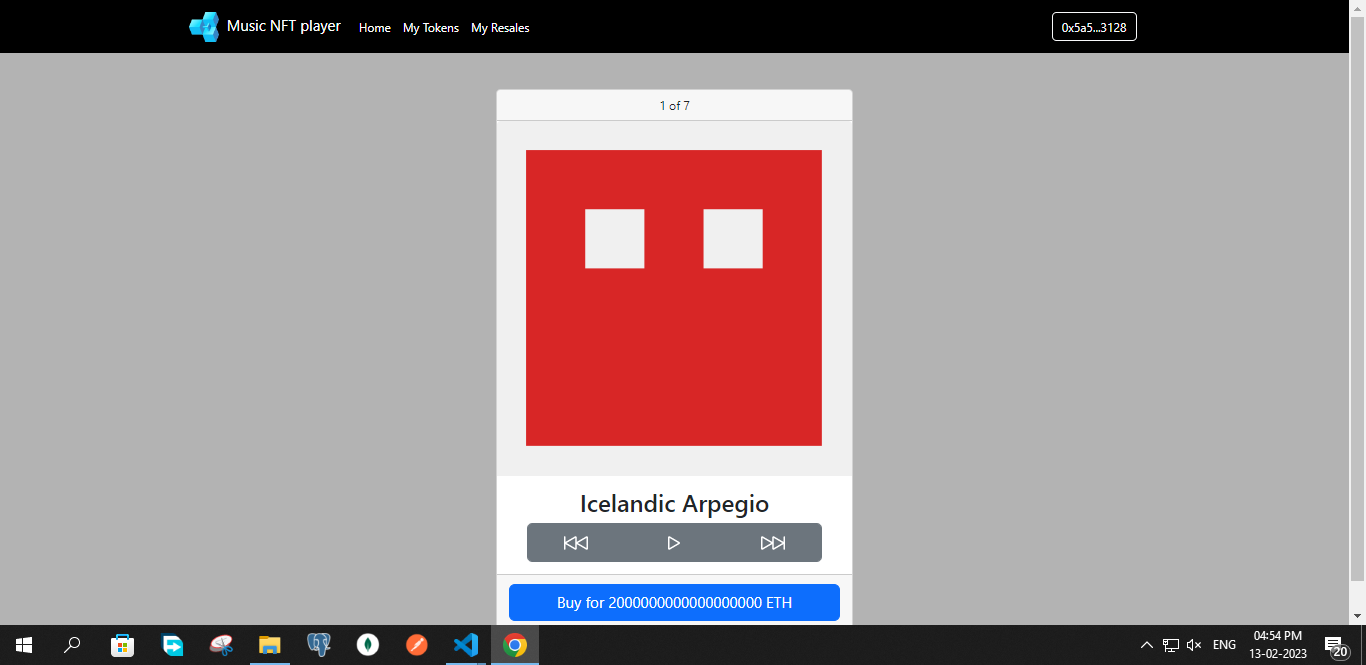 Music NFT player Home My Tokens My Resales 0x5a5...3128
1 of 7
Icelandic Arpegio
Buy for 2000000000000000000 ETH
ENG
04:54 PM
13-02-2023
20